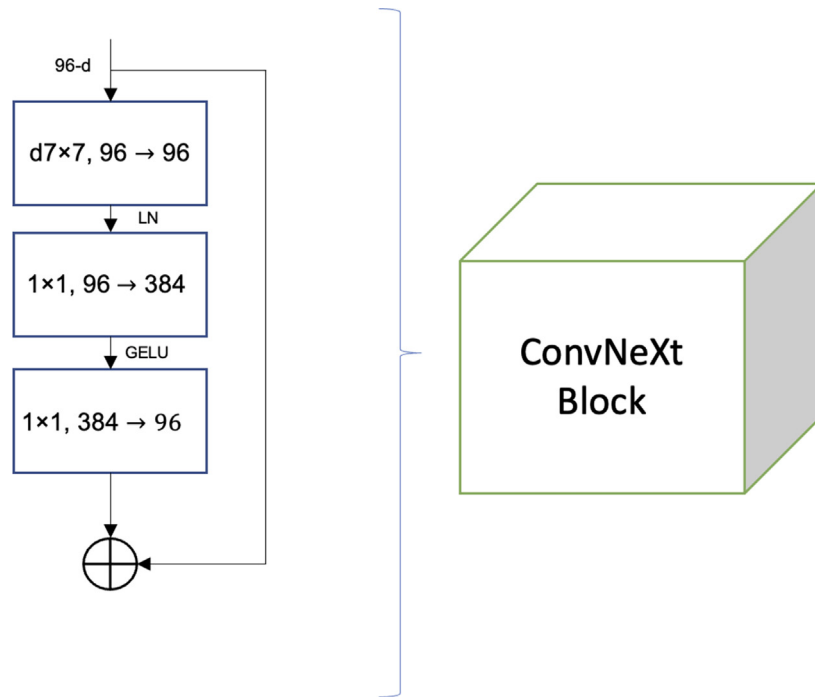 96-d
d7×7, 96 → 96
LN
1×1, 96 → 384
GELU
1×1, 384 → 96
ConvNeXt
Block